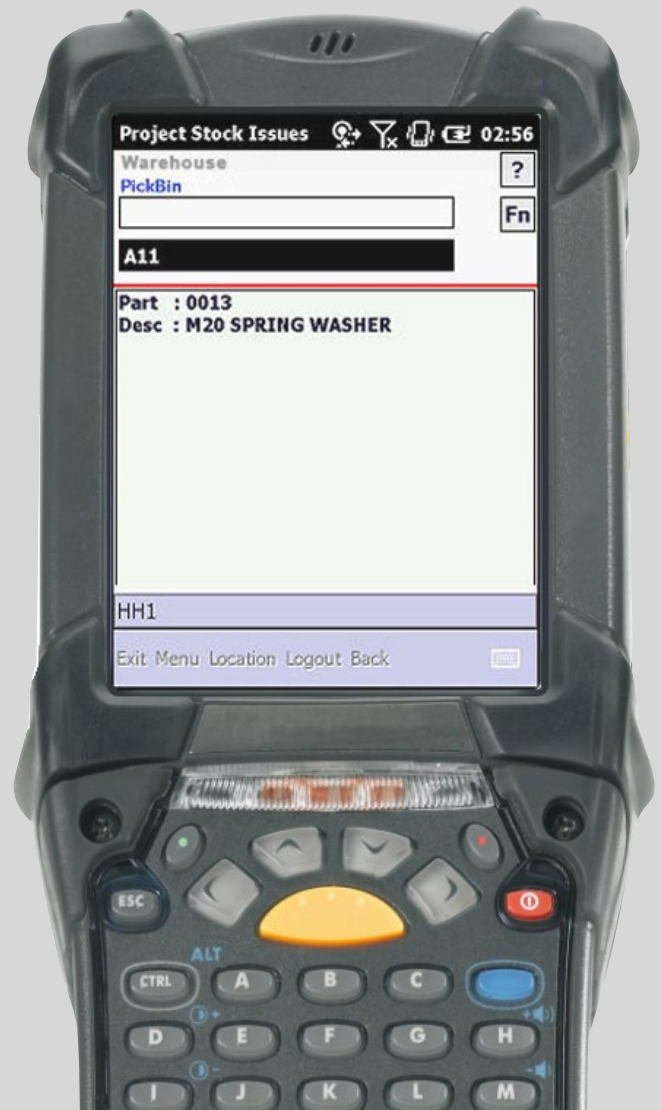 Project Stock Issues 02:56
Warehouse
?
PickBin
Fn
A11
Part : 0013
Desc : M20 SPRING WASHER
HH1
Exit Menu Location Logout Back
ESC
ALT
CTRL A B C
+ +
D E F G H
- -
I J K L M